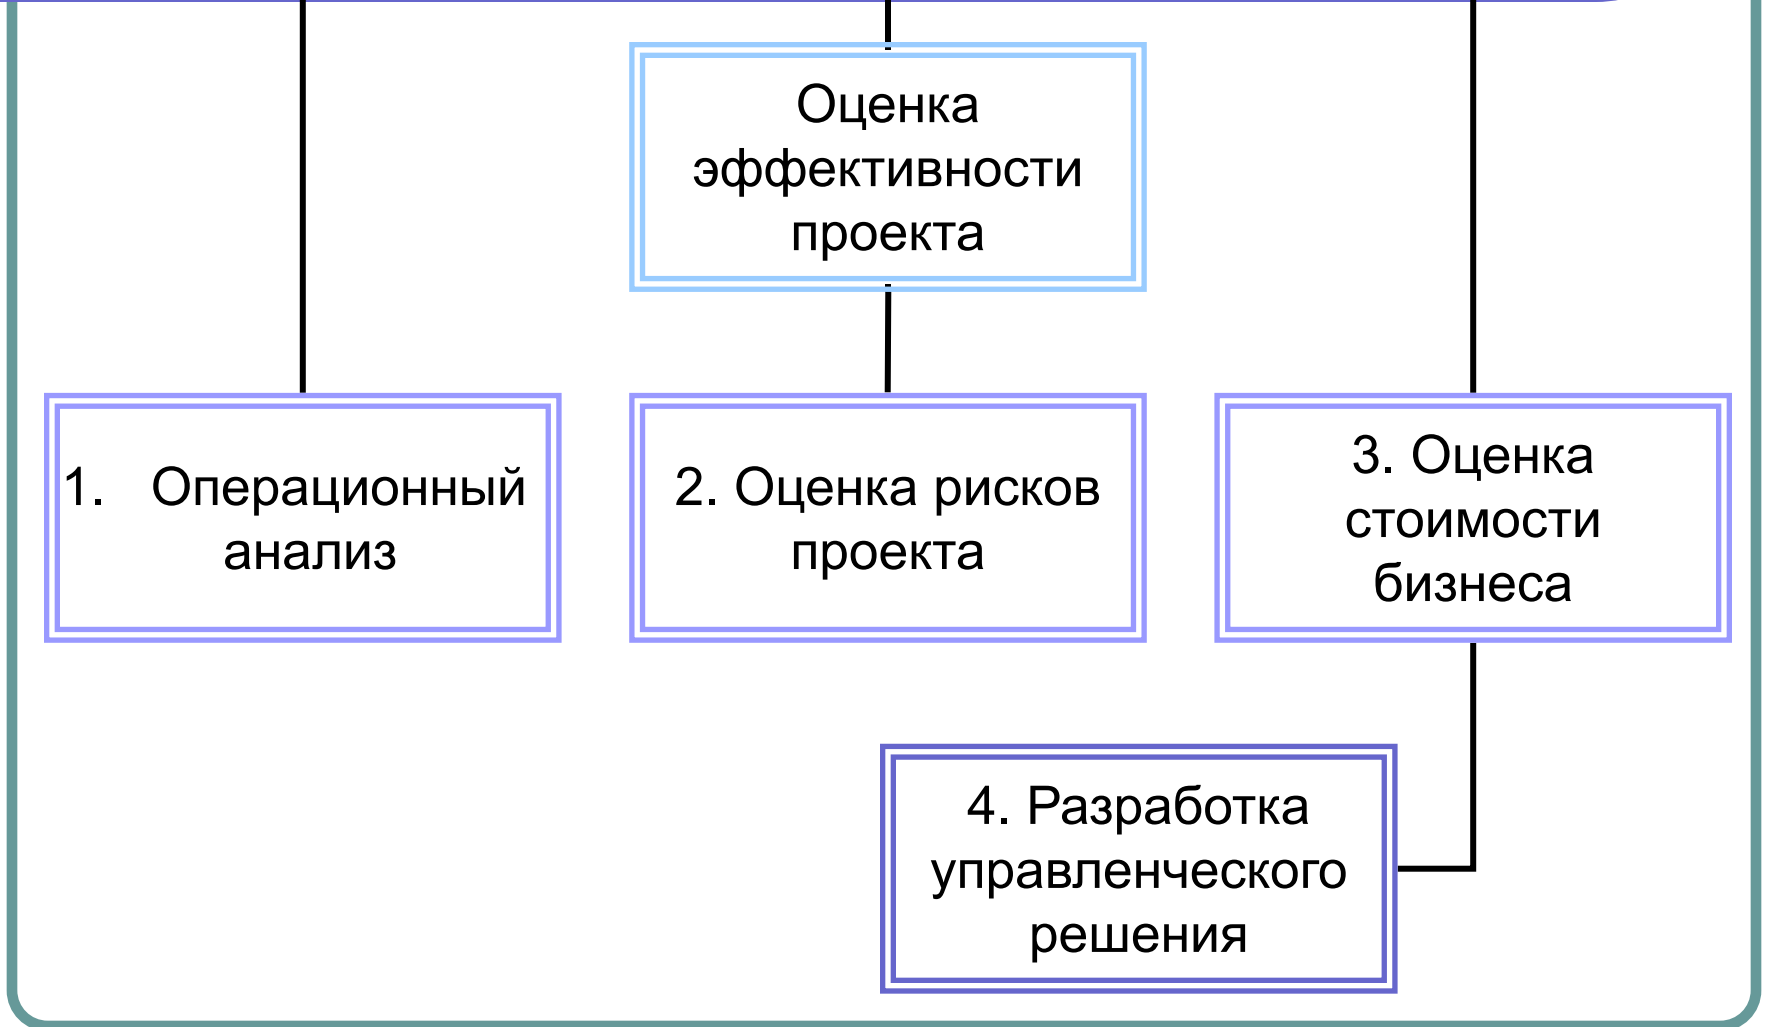 Оценка
эффективности
проекта
1. Операционный
анализ
2. Оценка рисков
проекта
3. Оценка
стоимости
бизнеса
4. Разработка
управленческого
решения